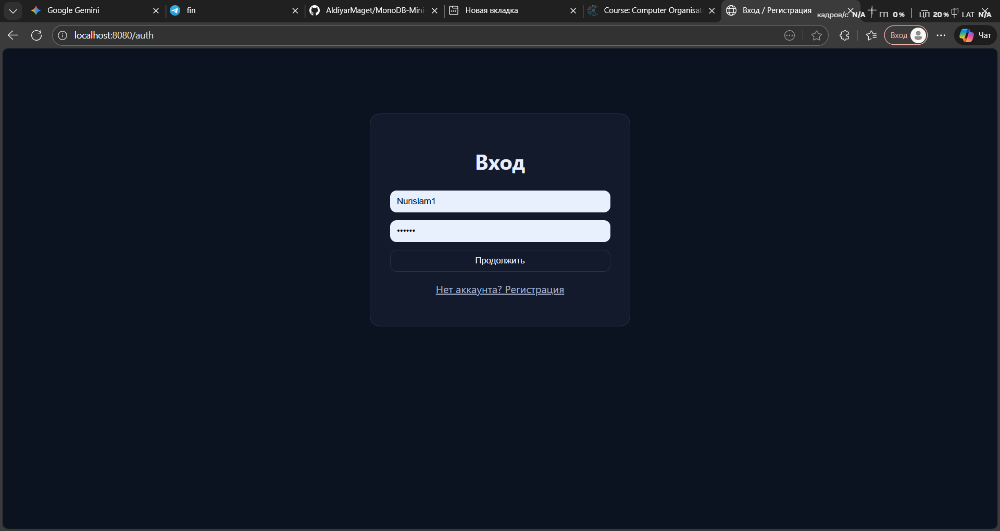 Google Gemini
fin
AldiyarMaget/MonoDB-Mini-
Новая вкладка
Course: Computer Organisat
Вход / Регистрация
кадров/с N/A
ГП 0%
ЦП 20%
LAT N/A
localhost:8080/auth
Вход
Чат
Вход
Nurislam1
••••••
Продолжить
Нет аккаунта? Регистрация